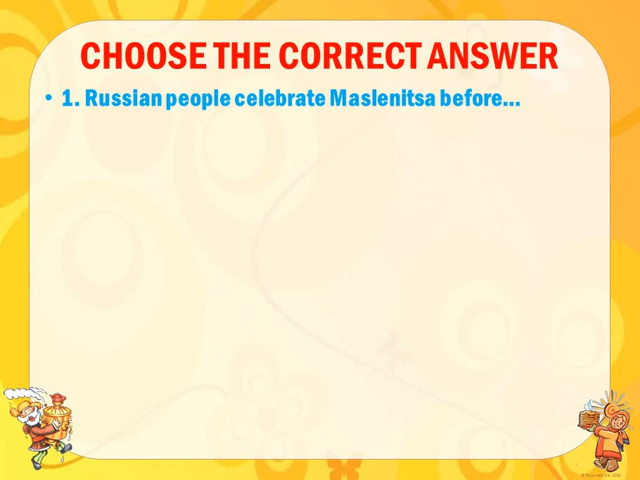 CHOOSE THE CORRECT ANSWER
• 1. Russian people celebrate Maslenitsa before...